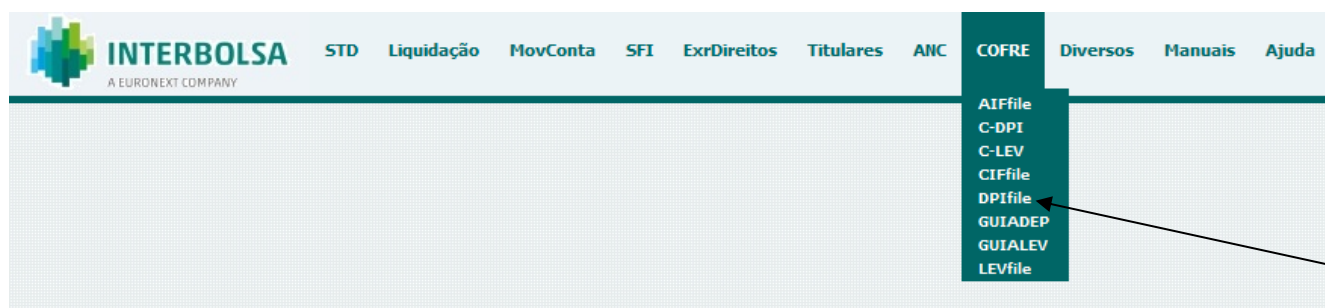 INTERBOLSA
A EURONEXT COMPANY
STD Liquidação MovConta SFI ExrDireitos Titulares ANC COFRE Diversos Manuais Ajuda
AIFfile
C-DPI
C-LEV
CIFfile
DPIfile
GUIADEP
GUIALEV
LEVfile